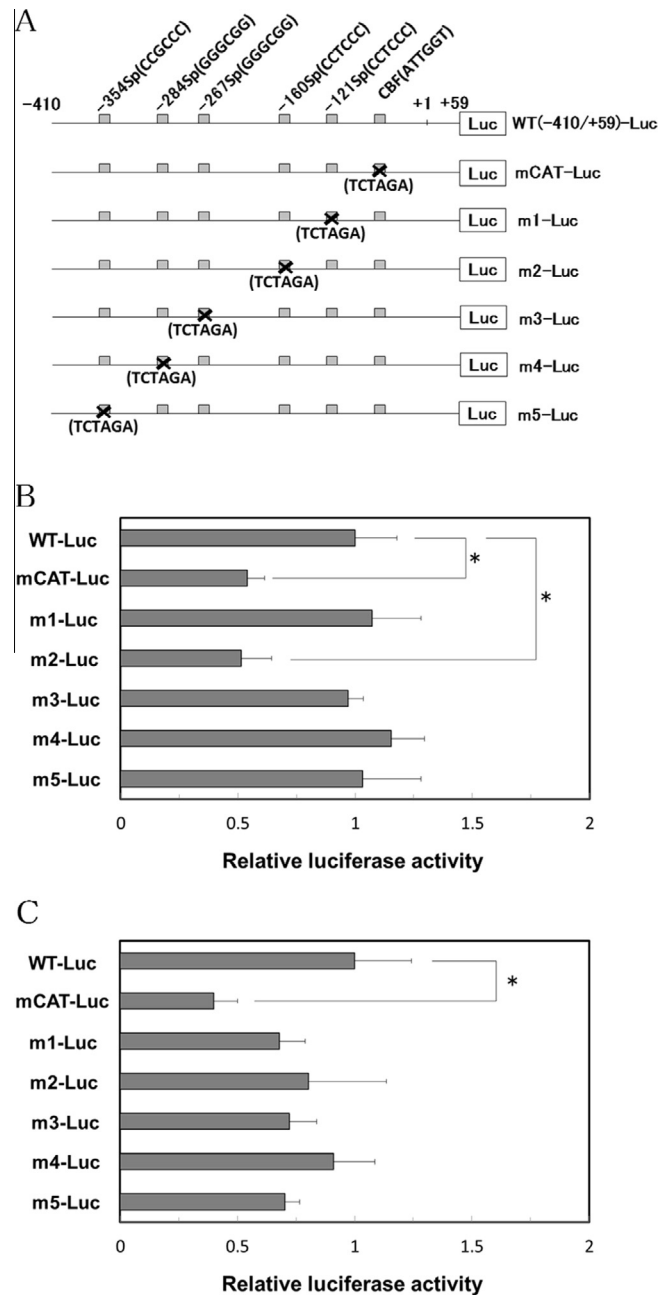 A
-354Sp(CCGCCC)
-284Sp(GGGCGG)
-267Sp(GGGCGG)
-160Sp(CCTCCC)
-121Sp(CCTCCC)
CBF(ATTGGT)
-410
+1 +59
Luc WT(-410/+59)-Luc
Luc mCAT-Luc
(TCTAGA)
Luc m1-Luc
(TCTAGA)
Luc m2-Luc
(TCTAGA)
Luc m3-Luc
(TCTAGA)
Luc m4-Luc
(TCTAGA)
Luc m5-Luc
(TCTAGA)
B
WT-Luc
mCAT-Luc
*
m1-Luc
*
m2-Luc
m3-Luc
m4-Luc
m5-Luc
0 0.5 1 1.5 2
Relative luciferase activity
C
WT-Luc
*
mCAT-Luc
m1-Luc
m2-Luc
m3-Luc
m4-Luc
m5-Luc
0 0.5 1 1.5 2
Relative luciferase activity